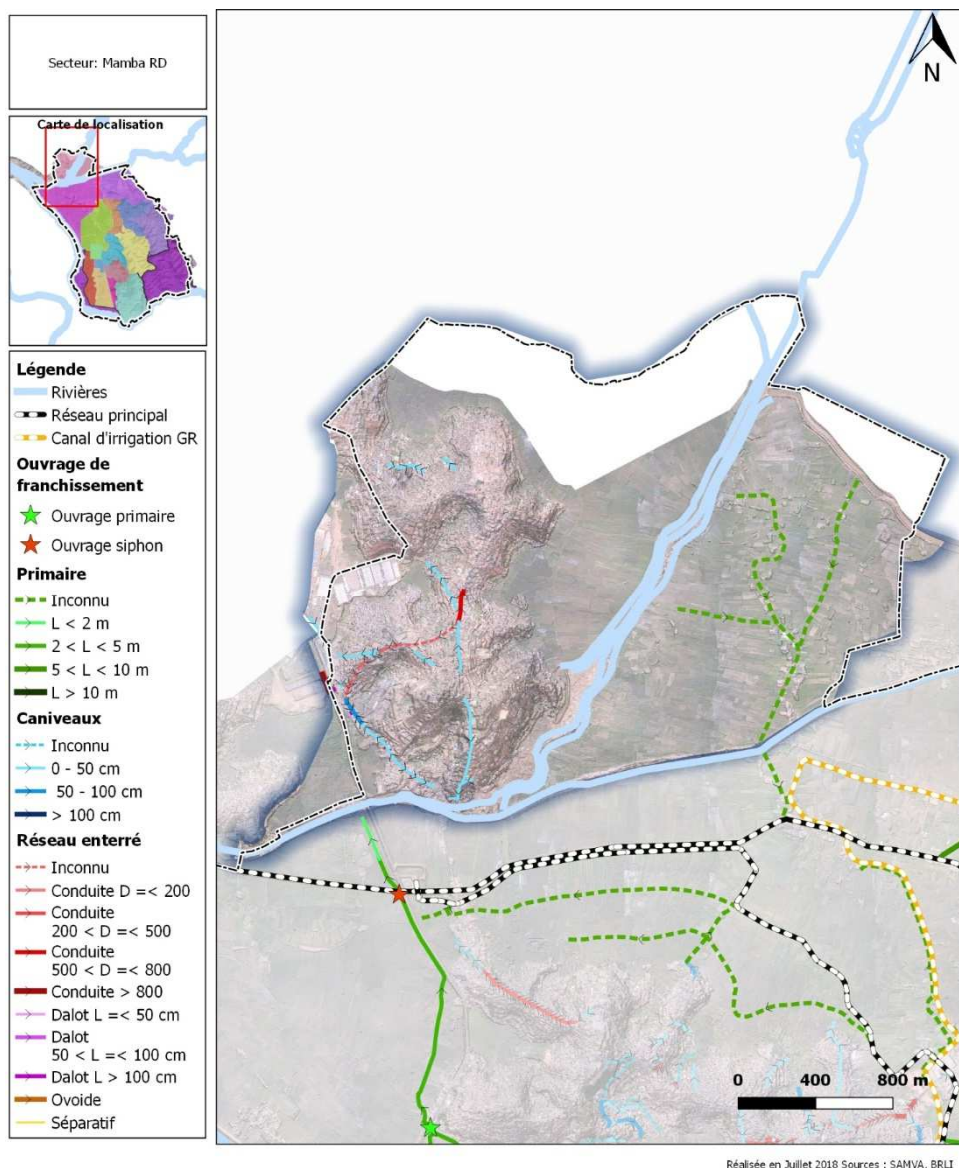 Secteur: Mamba RD
Carte de localisation
Légende
Rivières
Réseau principal
Canal d'irrigation GR
Ouvrage de
franchissement
Ouvrage primaire
Ouvrage siphon
Primaire
Inconnu
L < 2 m
2 < L < 5 m
5 < L < 10 m
L > 10 m
Caniveaux
Inconnu
0 - 50 cm
50 - 100 cm
> 100 cm
Réseau enterré
Inconnu
Conduite D =< 200
Conduite
200 < D =< 500
Conduite
500 < D =< 800
Conduite > 800
Dalot L =< 50 cm
Dalot
50 < L =< 100 cm
Dalot L > 100 cm
Ovoide
Séparatif
N
0 400 800 m
Réalisée en Juillet 2018 Sources : SAMVA, BRLI